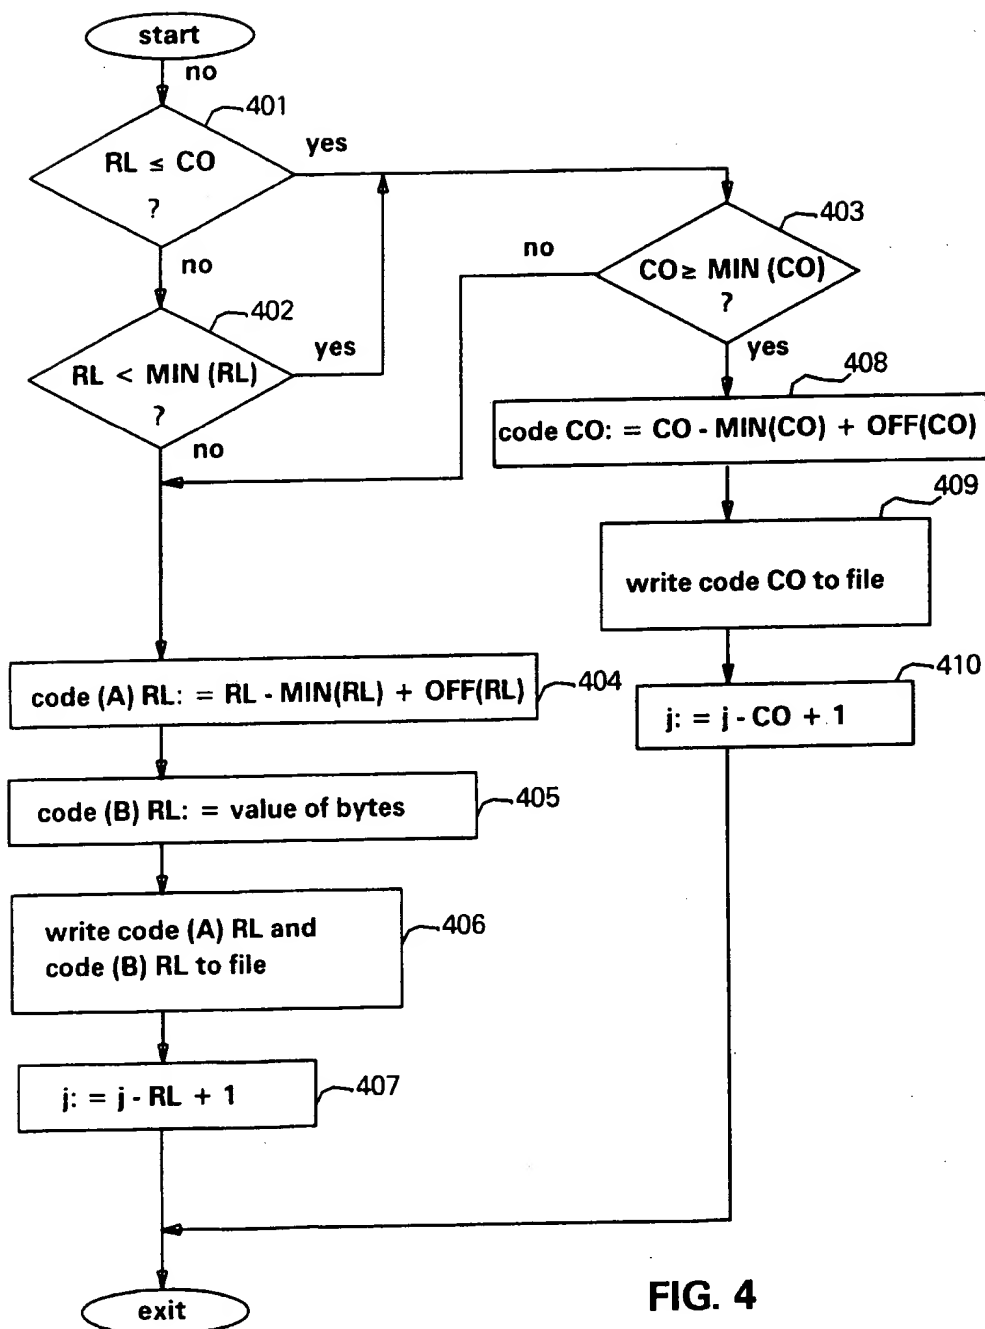 start
no
401
RL ≤ CO
?
yes
no
402
RL < MIN (RL)
?
yes
no
403
CO≥ MIN (CO)
?
no
yes
408
code CO: = CO - MIN(CO) + OFF(CO)
409
write code CO to file
410
j: = j - CO + 1
code (A) RL: = RL - MIN(RL) + OFF(RL)
404
code (B) RL: = value of bytes
405
write code (A) RL and
code (B) RL to file
406
j: = j - RL + 1
407
exit
FIG. 4